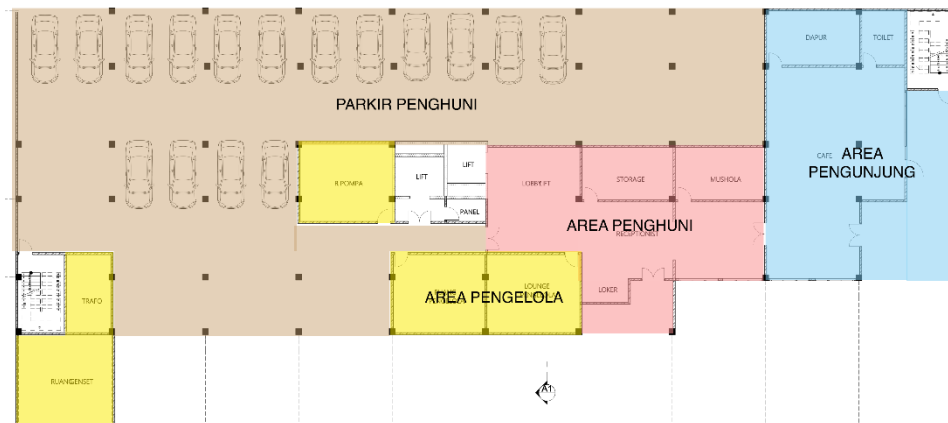 DAPUR
TOILET
PARKIR PENGHUNI
CAFE
AREA
PENGUNJUNG
LIFT
LIFT
R.POMPA
LOBBY LIFT
STORAGE
MUSHOLA
PANEL
AREA PENGHUNI
RECEPTIONIST
TRAFO
LOUNGE
AREA PENGELOLA
LOKER
RUANG GENSET
A1